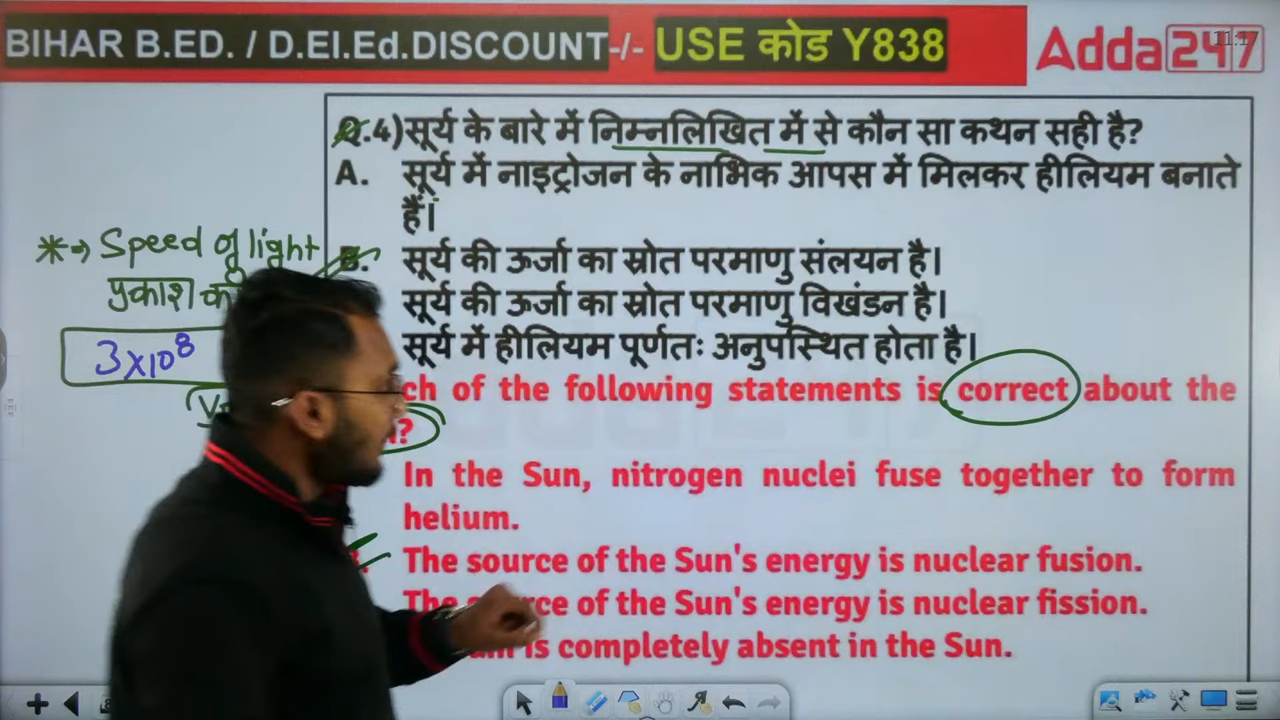 BIHAR B.ED. / D.El.Ed.DISCOUNT-/- USE कोड Y838
Adda247
11:17
Q.4)सूर्य के बारे में निम्नलिखित में से कौन सा कथन सही है?
A. सूर्य में नाइट्रोजन के नाभिक आपस में मिलकर हीलियम बनाते
हैं।
B. सूर्य की ऊर्जा का स्रोत परमाणु संलयन है।
सूर्य की ऊर्जा का स्रोत परमाणु विखंडन है।
सूर्य में हीलियम पूर्णतः अनुपस्थित होता है।
of the following statements is correct about the
In the Sun, nitrogen nuclei fuse together to form
helium.
The source of the Sun's energy is nuclear fusion.
The of the Sun's energy is nuclear fission.
is completely absent in the Sun.
Speed of light
प्रकाश
3×10⁸